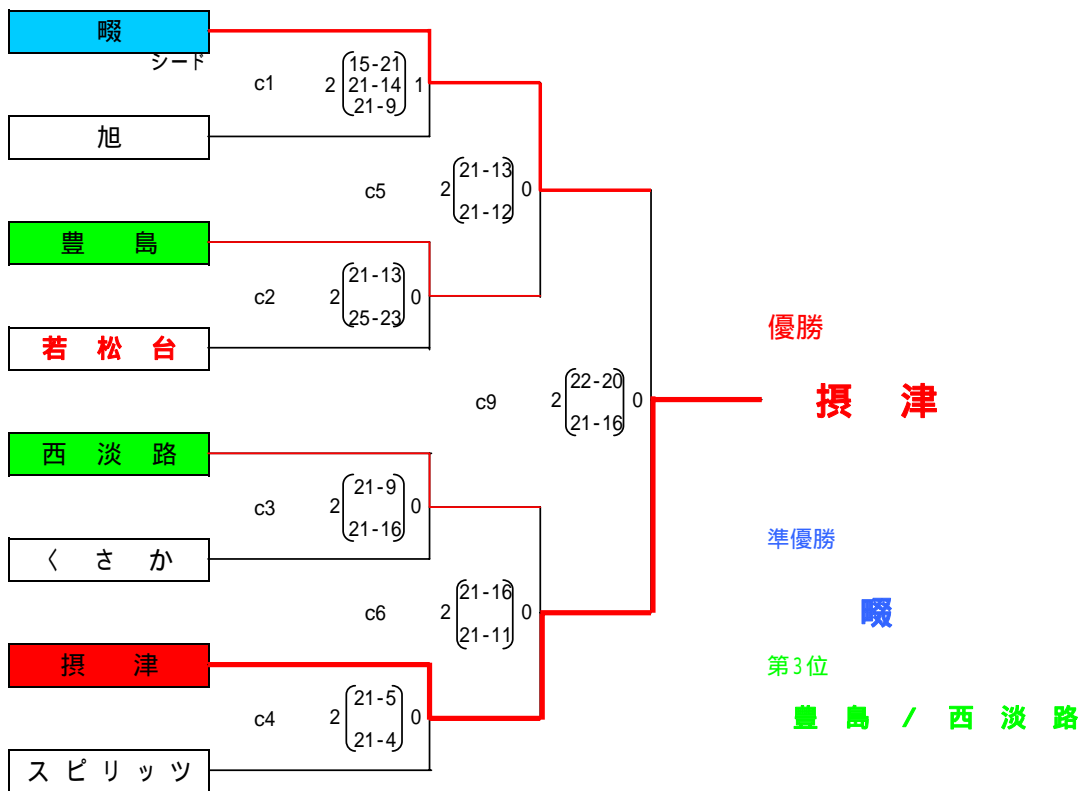 畷
シード
c1
2 15-21 1
21-14
21-9
旭
c5
2 21-13 0
21-12
豊 島
c2
2 21-13 0
25-23
若 松 台
優勝
摂 津
c9
2 22-20 0
21-16
西 淡 路
c3
2 21-9 0
21-16
く さ か
準優勝
畷
c6
2 21-16 0
21-11
摂 津
第3位
豊 島 / 西 淡 路
c4
2 21-5 0
21-4
スピリッツ